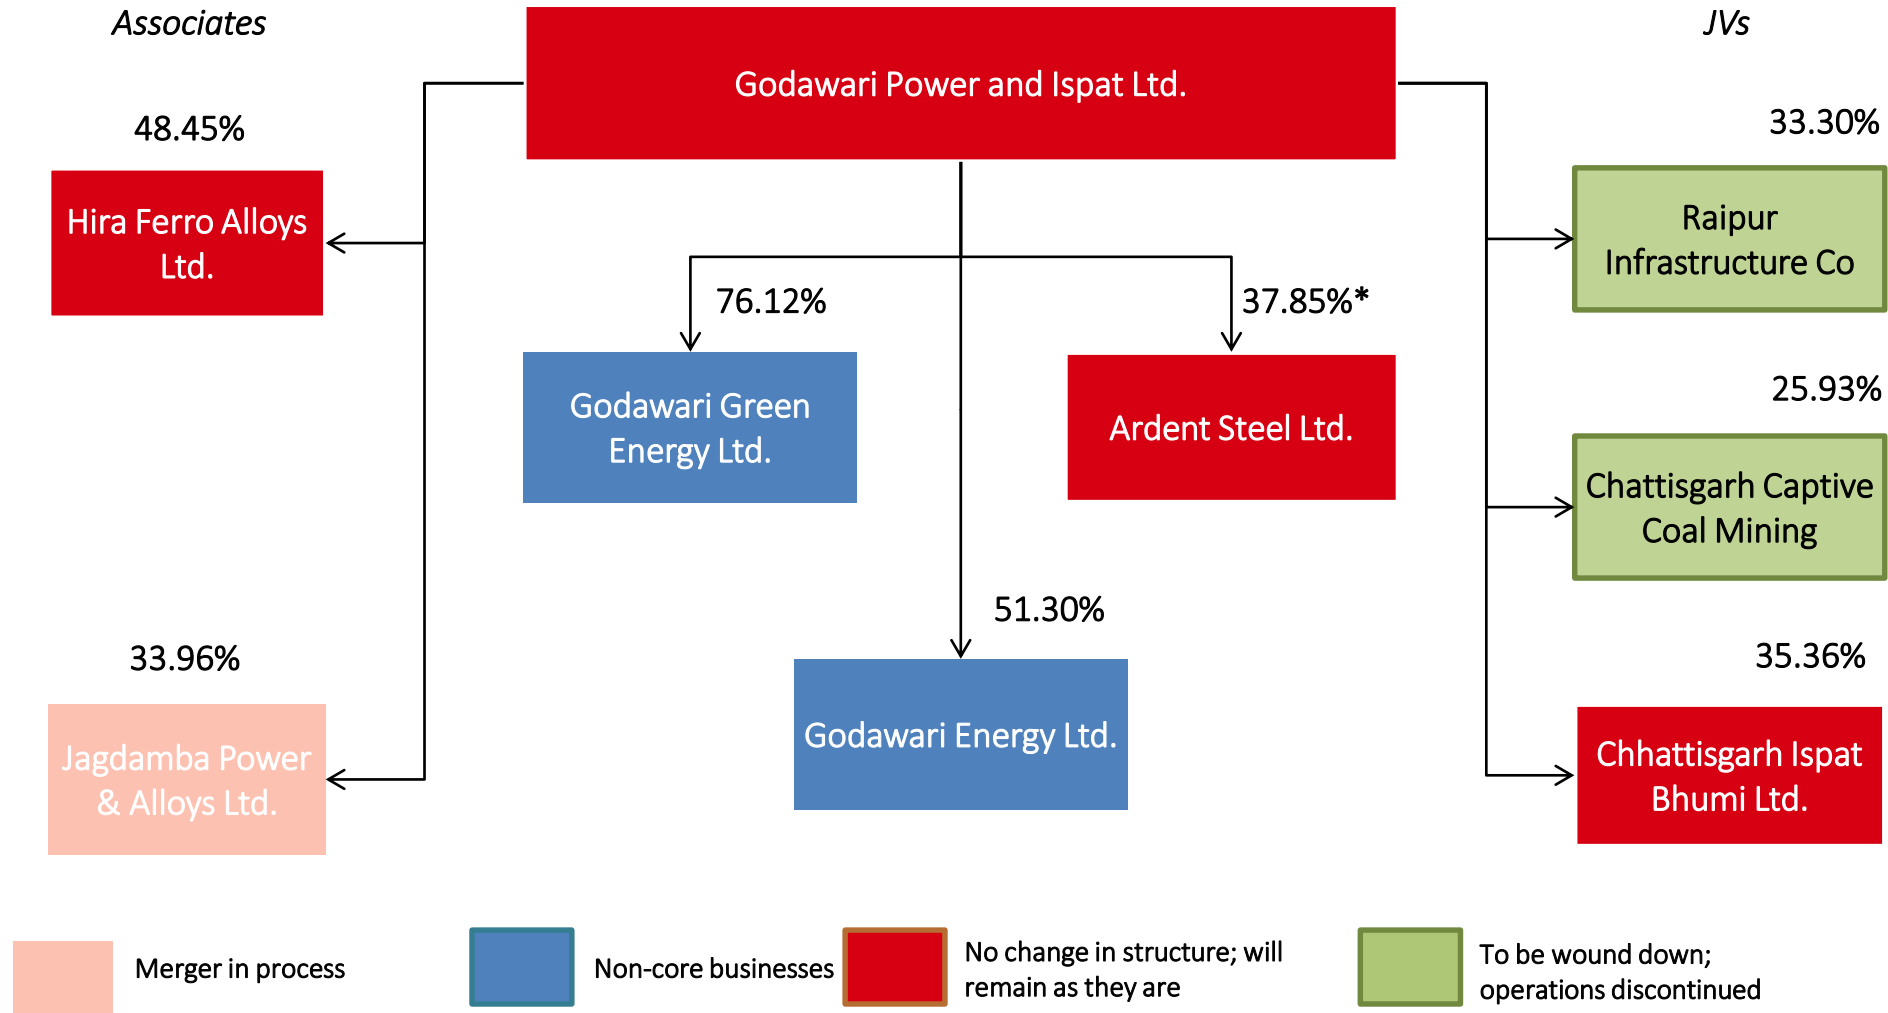 Associates
JVs
Godawari Power and Ispat Ltd.
48.45%
33.30%
Hira Ferro Alloys
Ltd.
Raipur
Infrastructure Co
76.12%
37.85%*
Godawari Green
Energy Ltd.
Ardent Steel Ltd.
25.93%
Chattisgarh Captive
Coal Mining
51.30%
33.96%
35.36%
Jagdamba Power
& Alloys Ltd.
Godawari Energy Ltd.
Chhattisgarh Ispat
Bhumi Ltd.
Merger in process
Non-core businesses
No change in structure; will
remain as they are
To be wound down;
operations discontinued